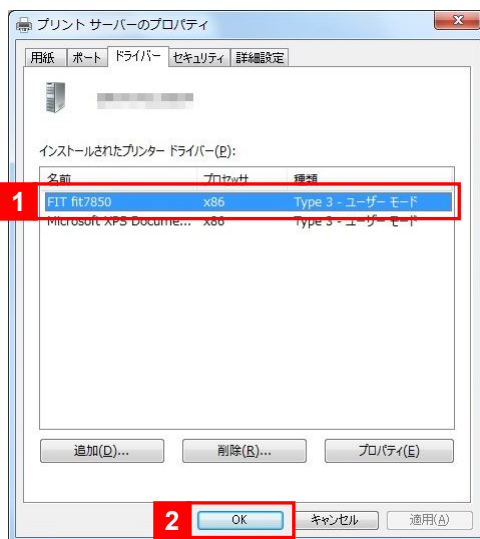 プリント サーバーのプロパティ
用紙 ポート ドライバー セキュリティ 詳細設定
インストールされたプリンター ドライバー(P):
名前 プロセッサ 種類
1 FIT fit7850 x86 Type 3 - ユーザー モード
Microsoft XPS Docume... x86 Type 3 - ユーザー モード
追加(D)... 削除(R)... プロパティ(E)
2 OK キャンセル 適用(A)